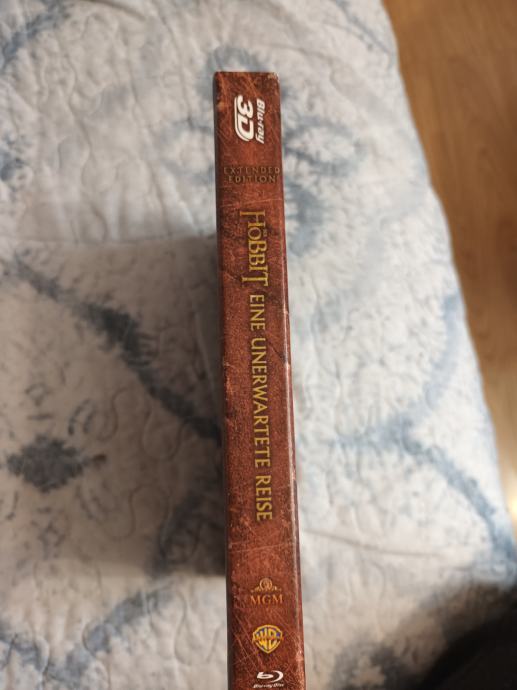 Blu-ray
3D
EXTENDED
EDITION
DER
HOBBIT EINE UNERWARTETE REISE
MGM
WB
Blu-ray Disc